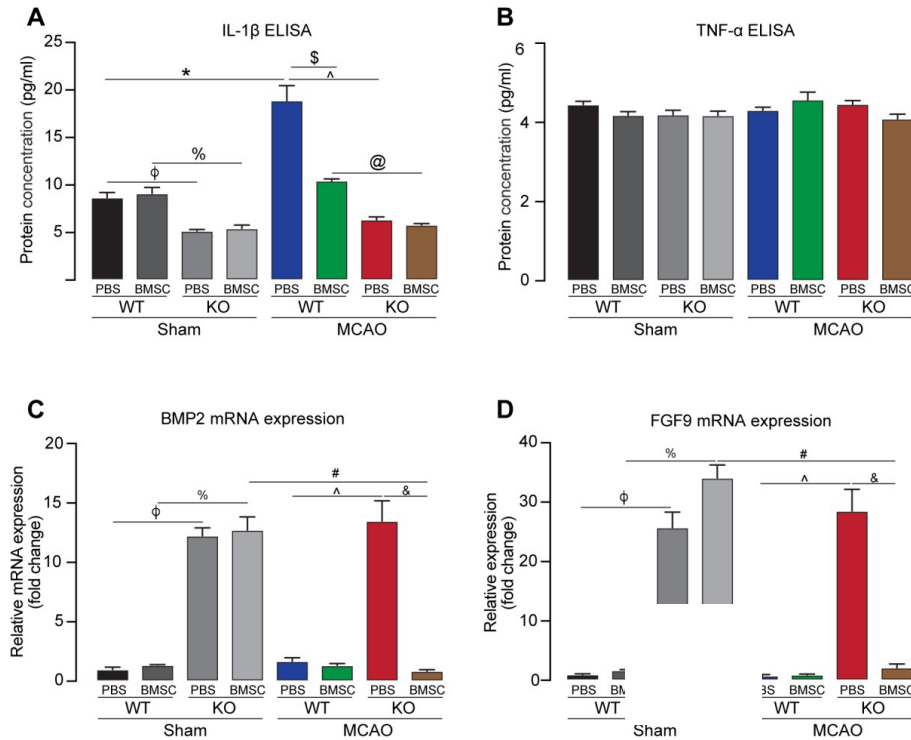 A
IL-1β ELISA
Protein concentration (pg/ml)
25
20
15
10
5
*
$
^
%
ϕ
@
PBS BMSC PBS BMSC PBS BMSC PBS BMSC
WT KO WT KO
Sham MCAO
B
TNF-α ELISA
Protein concentration (pg/ml)
6
4
2
0
PBS BMSC PBS BMSC PBS BMSC PBS BMSC
WT KO WT KO
Sham MCAO
C
BMP2 mRNA expression
Relative mRNA expression
(fold change)
20
15
10
5
0
#
%
^
&
ϕ
PBS BMSC PBS BMSC PBS BMSC PBS BMSC
WT KO WT KO
Sham MCAO
D
FGF9 mRNA expression
Relative expression
(fold change)
40
30
20
10
0
%
#
ϕ
^
&
PBS BMSC PBS BMSC
WT WT KO
Sham MCAO